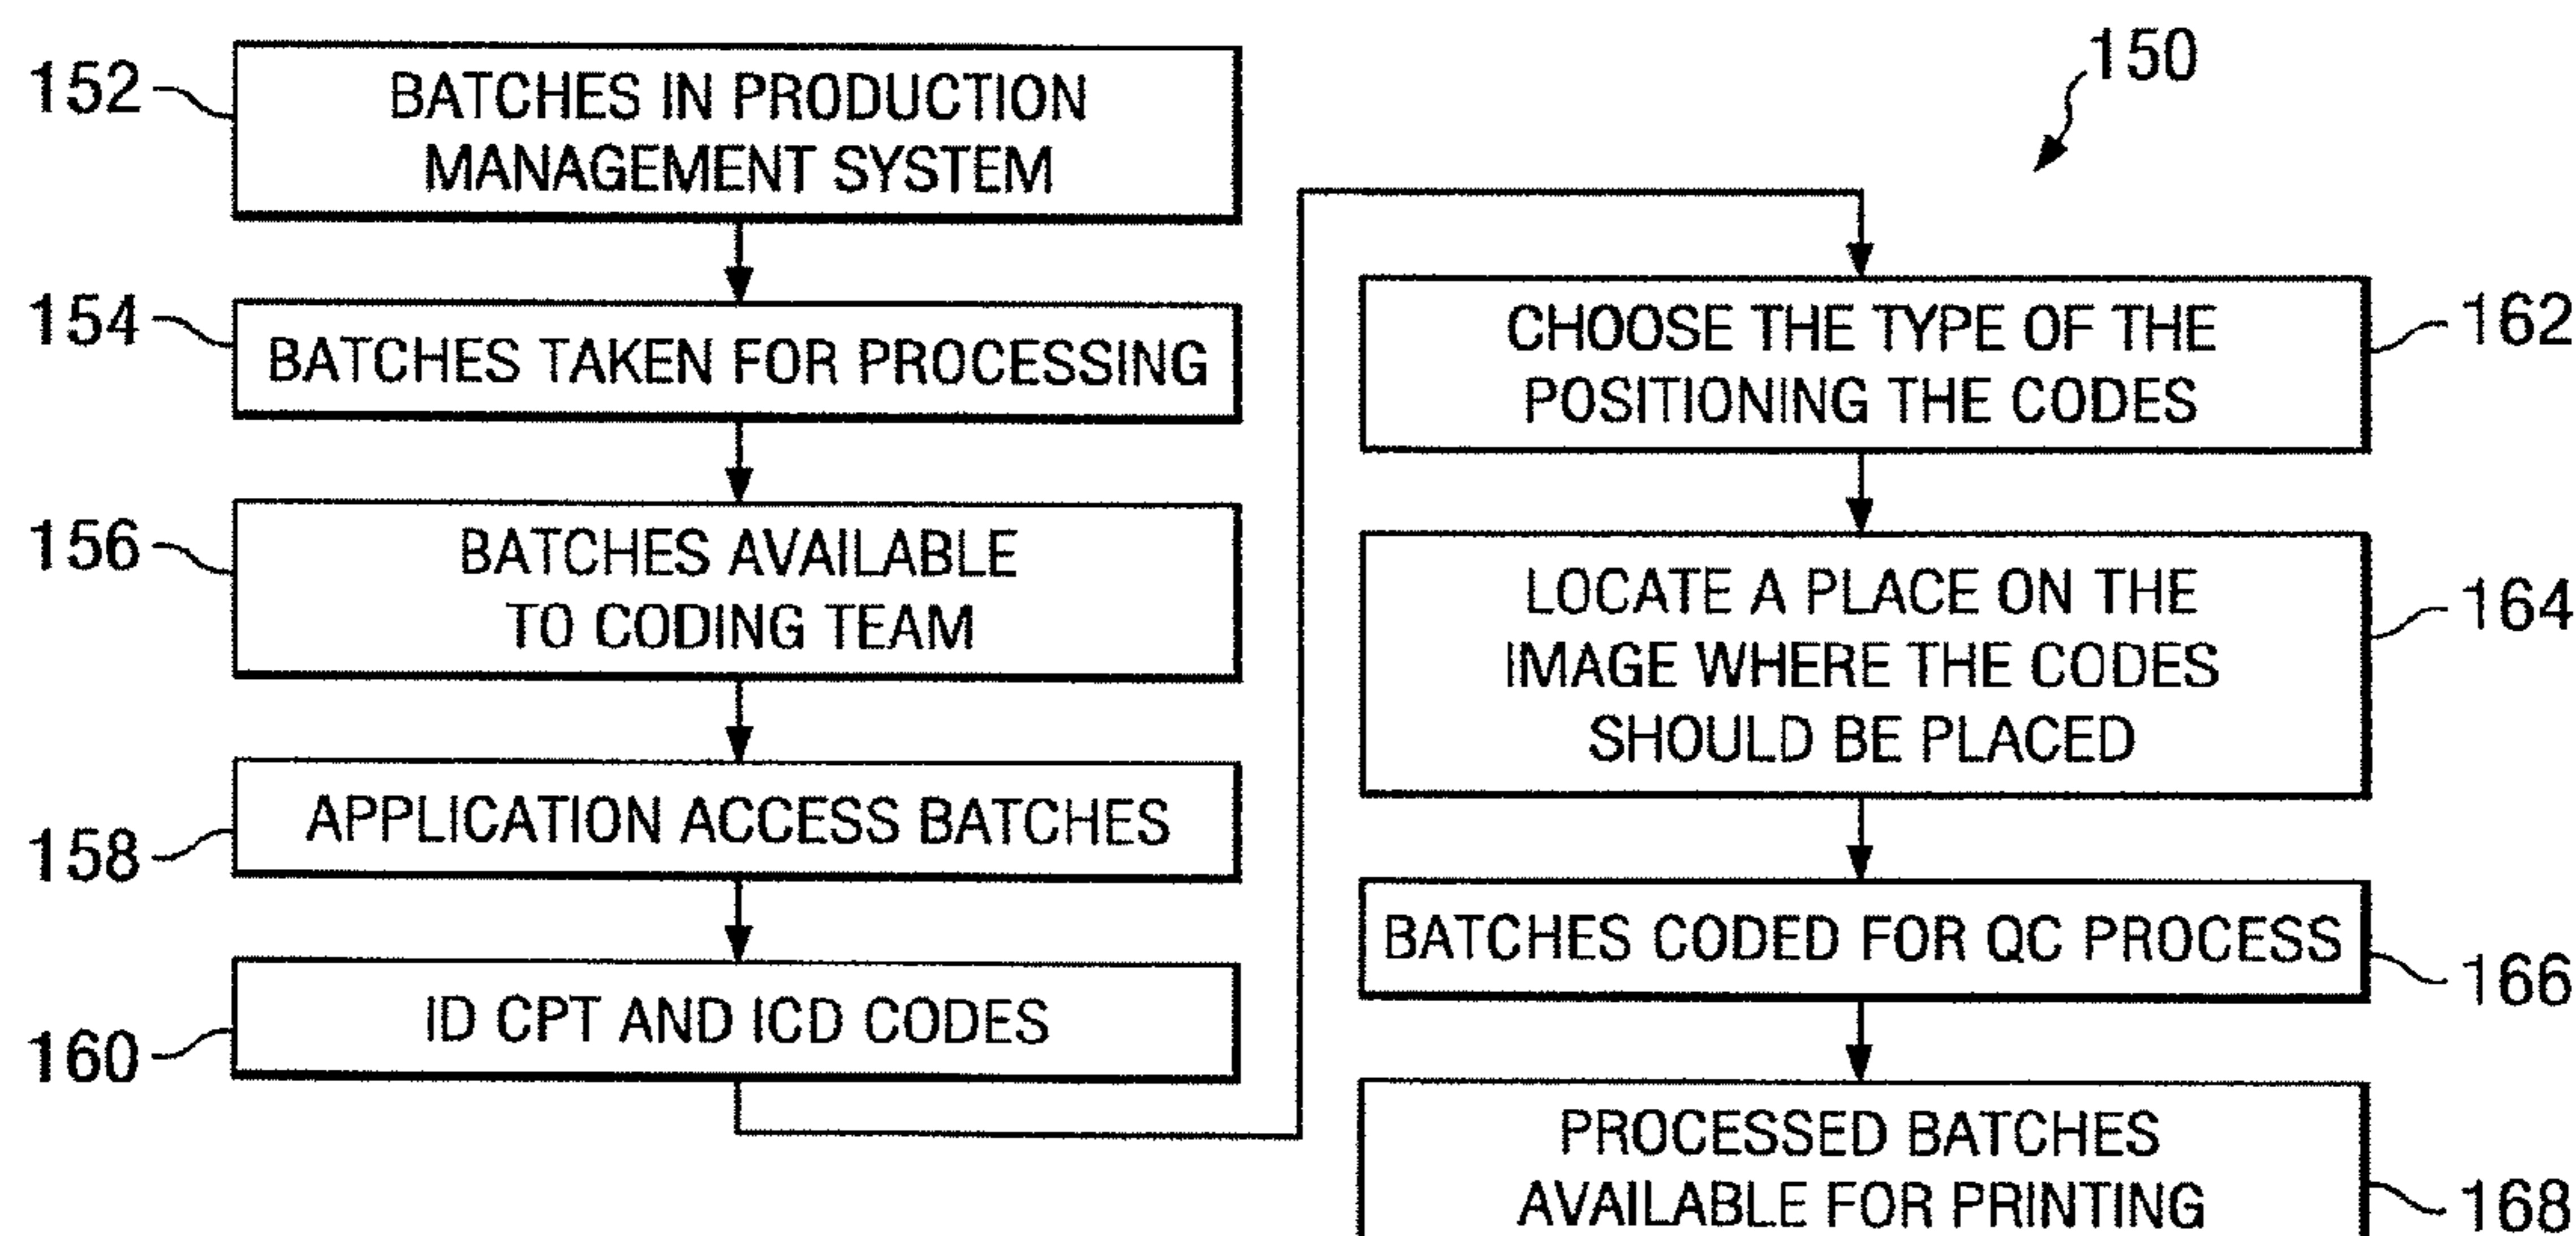 152
BATCHES IN PRODUCTION
MANAGEMENT SYSTEM
154
BATCHES TAKEN FOR PROCESSING
156
BATCHES AVAILABLE
TO CODING TEAM
158
APPLICATION ACCESS BATCHES
160
ID CPT AND ICD CODES
150
CHOOSE THE TYPE OF THE
POSITIONING THE CODES
162
LOCATE A PLACE ON THE
IMAGE WHERE THE CODES
SHOULD BE PLACED
164
BATCHES CODED FOR QC PROCESS
166
PROCESSED BATCHES
AVAILABLE FOR PRINTING
168